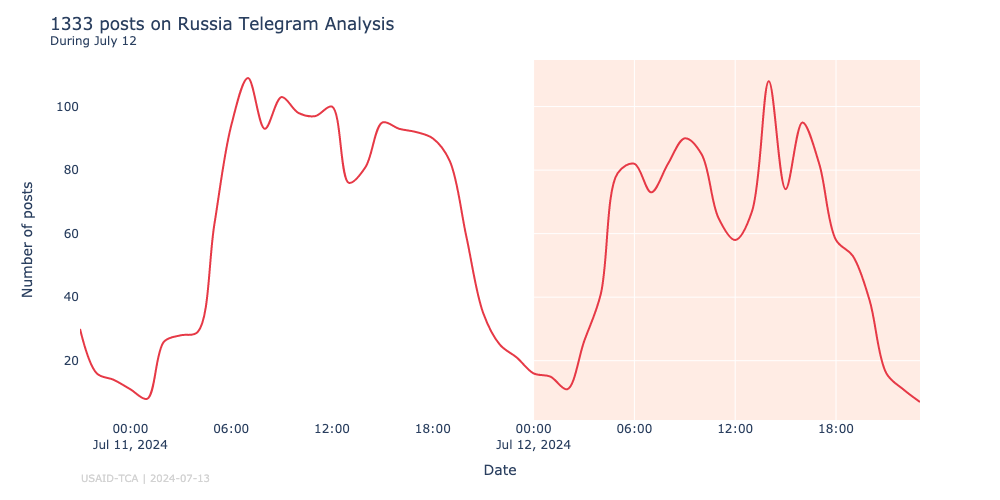 1333 posts on Russia Telegram Analysis
During July 12
Number of posts
100
80
60
40
20
00:00 06:00 12:00 18:00 00:00 06:00 12:00 18:00
Jul 11, 2024 Jul 12, 2024
Date
USAID-TCA | 2024-07-13